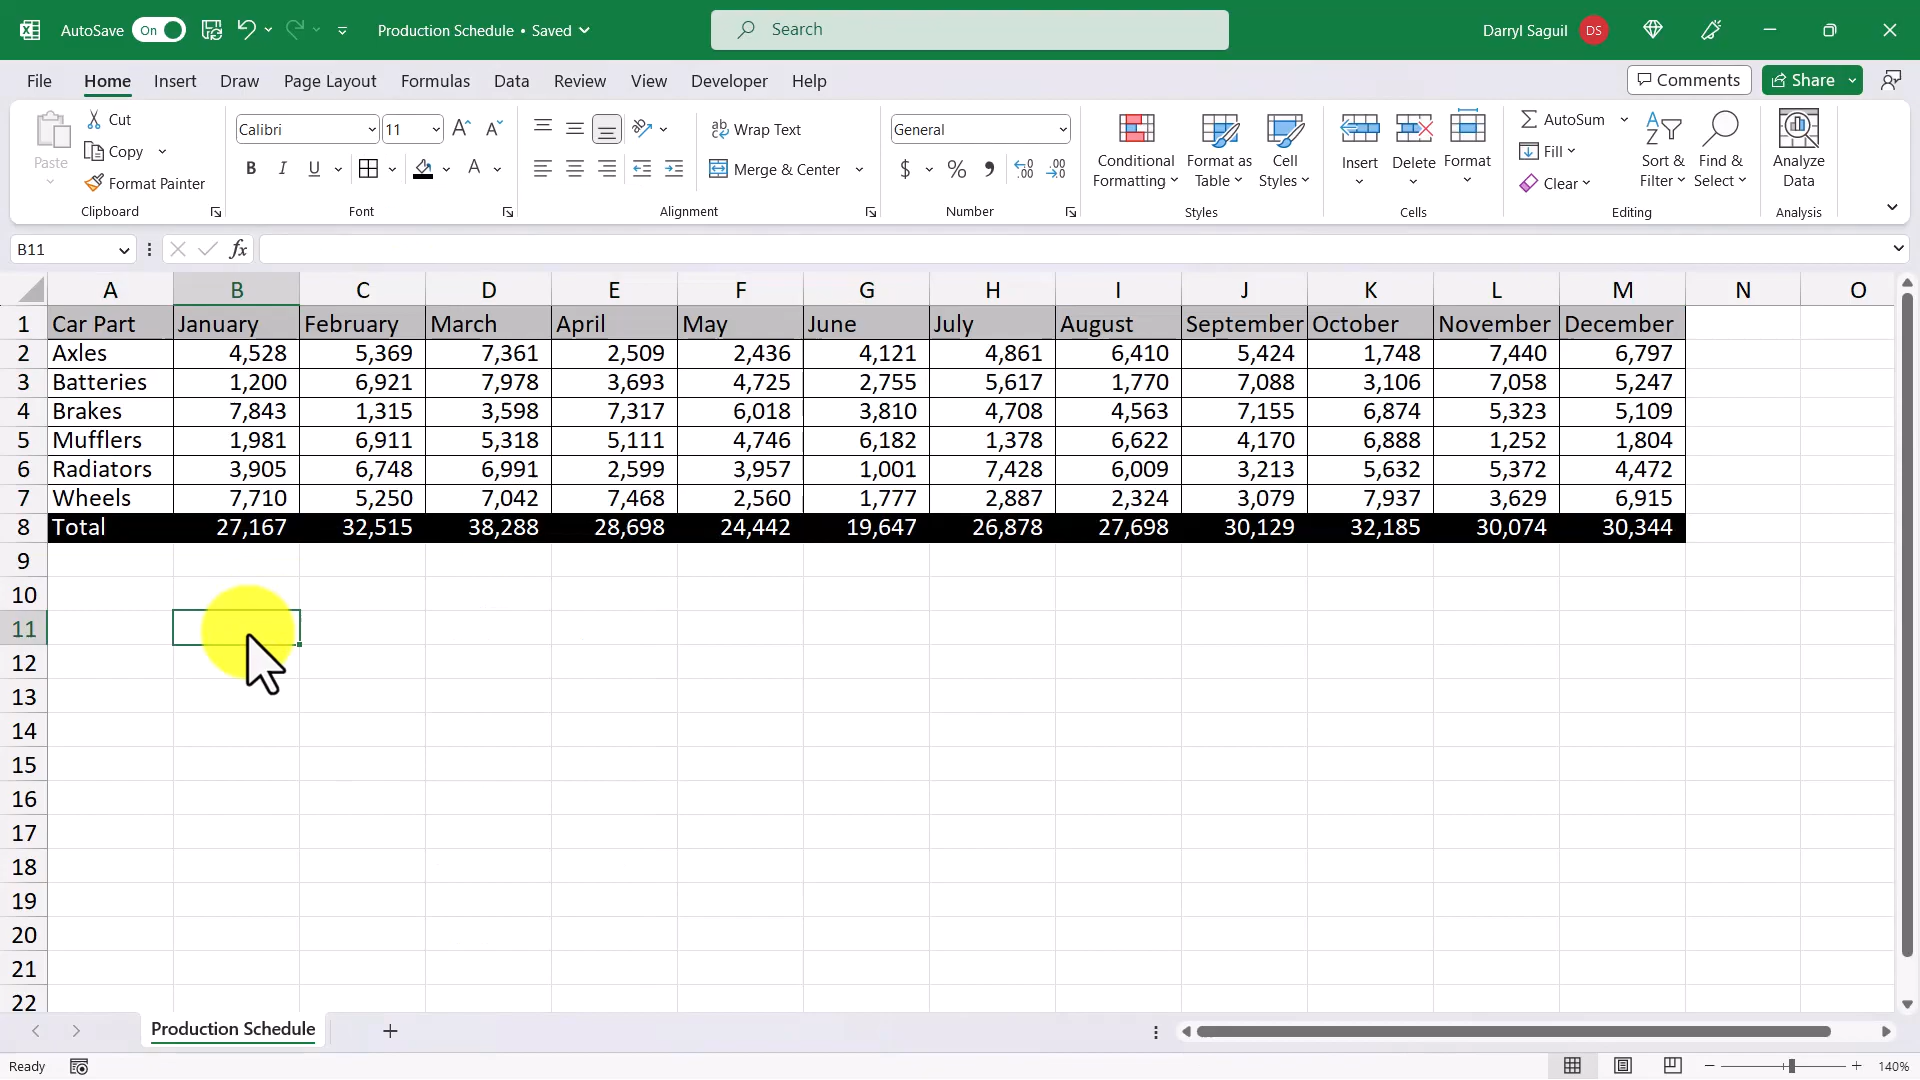 AutoSave On Production Schedule • Saved Search Darryl Saguil DS
File Home Insert Draw Page Layout Formulas Data Review View Developer Help Comments Share
Paste Cut Copy Format Painter Clipboard
Calibri 11 B I U A Font
ab Wrap Text Merge & Center Alignment
General $ % Number
Conditional Formatting Format as Table Cell Styles Styles
Insert Delete Format Cells
AutoSum Fill Clear Sort & Filter Find & Select Editing
Analyze Data Analysis
B11 fx
A B C D E F G H I J K L M N O
1 Car Part January February March April May June July August September October November December
2 Axles 4,528 5,369 7,361 2,509 2,436 4,121 4,861 6,410 5,424 1,748 7,440 6,797
3 Batteries 1,200 6,921 7,978 3,693 4,725 2,755 5,617 1,770 7,088 3,106 7,058 5,247
4 Brakes 7,843 1,315 3,598 7,317 6,018 3,810 4,708 4,563 7,155 6,874 5,323 5,109
5 Mufflers 1,981 6,911 5,318 5,111 4,746 6,182 1,378 6,622 4,170 6,888 1,252 1,804
6 Radiators 3,905 6,748 6,991 2,599 3,957 1,001 7,428 6,009 3,213 5,632 5,372 4,472
7 Wheels 7,710 5,250 7,042 7,468 2,560 1,777 2,887 2,324 3,079 7,937 3,629 6,915
8 Total 27,167 32,515 38,288 28,698 24,442 19,647 26,878 27,698 30,129 32,185 30,074 30,344
9
10
11
12
13
14
15
16
17
18
19
20
21
22
Production Schedule
Ready 140%